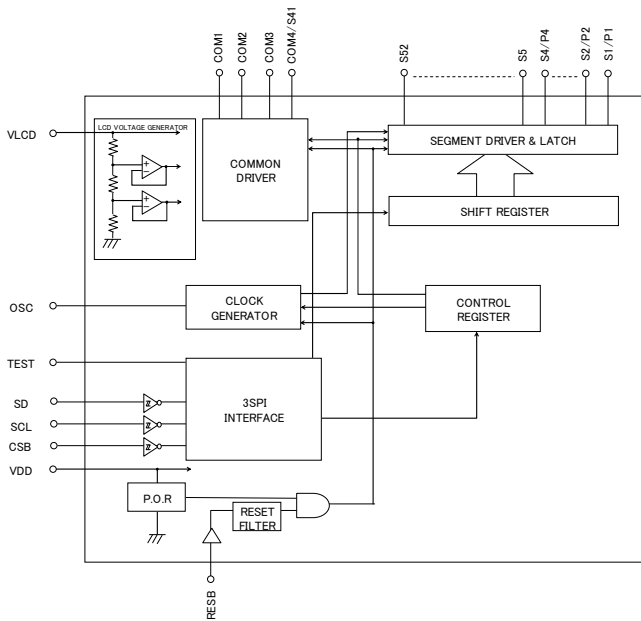 COM1
COM2
COM3
COM4/S41
S52
S5
S4/P4
S2/P2
S1/P1
VLCD
LCD VOLTAGE GENERATOR
COMMON
DRIVER
SEGMENT DRIVER & LATCH
SHIFT REGISTER
OSC
CLOCK
GENERATOR
CONTROL
REGISTER
TEST
SD
SCL
CSB
3SPI
INTERFACE
VDD
P.O.R
RESET
FILTER
RESB